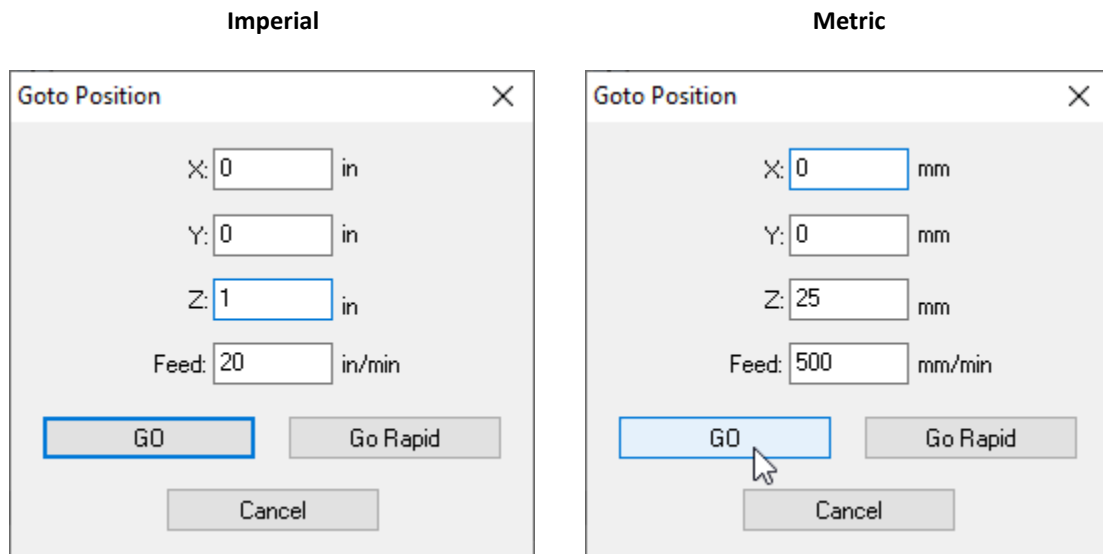 Imperial
Metric
Goto Position
X: 0 in
Y: 0 in
Z: 1 in
Feed: 20 in/min
GO Go Rapid
Cancel
Goto Position
X: 0 mm
Y: 0 mm
Z: 25 mm
Feed: 500 mm/min
GO Go Rapid
Cancel